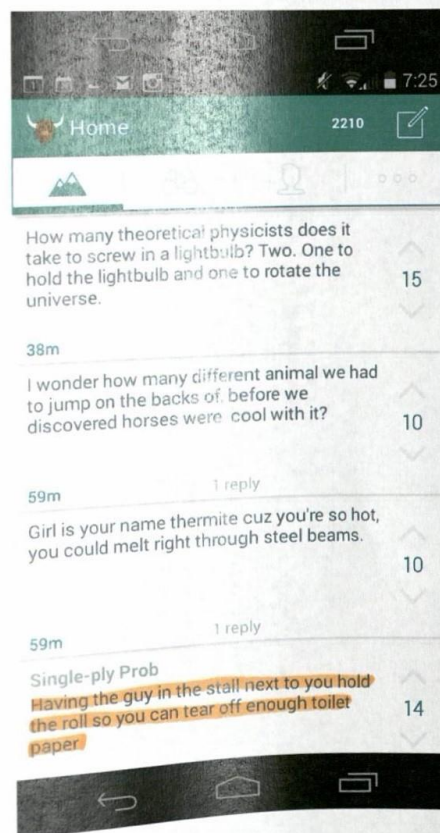 7:25
Home 2210
How many theoretical physicists does it
take to screw in a lightbulb? Two. One to
hold the lightbulb and one to rotate the
universe.
15
38m
I wonder how many different animal we had
to jump on the backs of, before we
discovered horses were cool with it?
10
59m 1 reply
Girl is your name thermite cuz you're so hot,
you could melt right through steel beams.
10
59m 1 reply
Single-ply Prob
Having the guy in the stall next to you hold
the roll so you can tear off enough toilet
paper
14